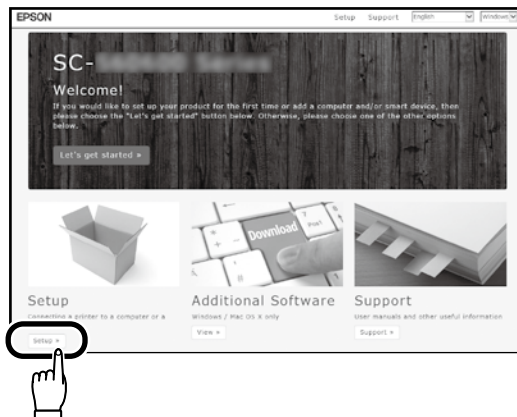 EPSON
Setup Support English Windows
SC-
Welcome!
If you would like to set up your product for the first time or add a computer and/or smart device, then
please choose the "Let's get started" button below. Otherwise, please choose one of the other options
below.
Let's get started »
Download
Setup
Additional Software
Support
Connecting a printer to a computer or a
Windows / Mac OS X only
User manuals and other useful information
Setup »
View »
Support »